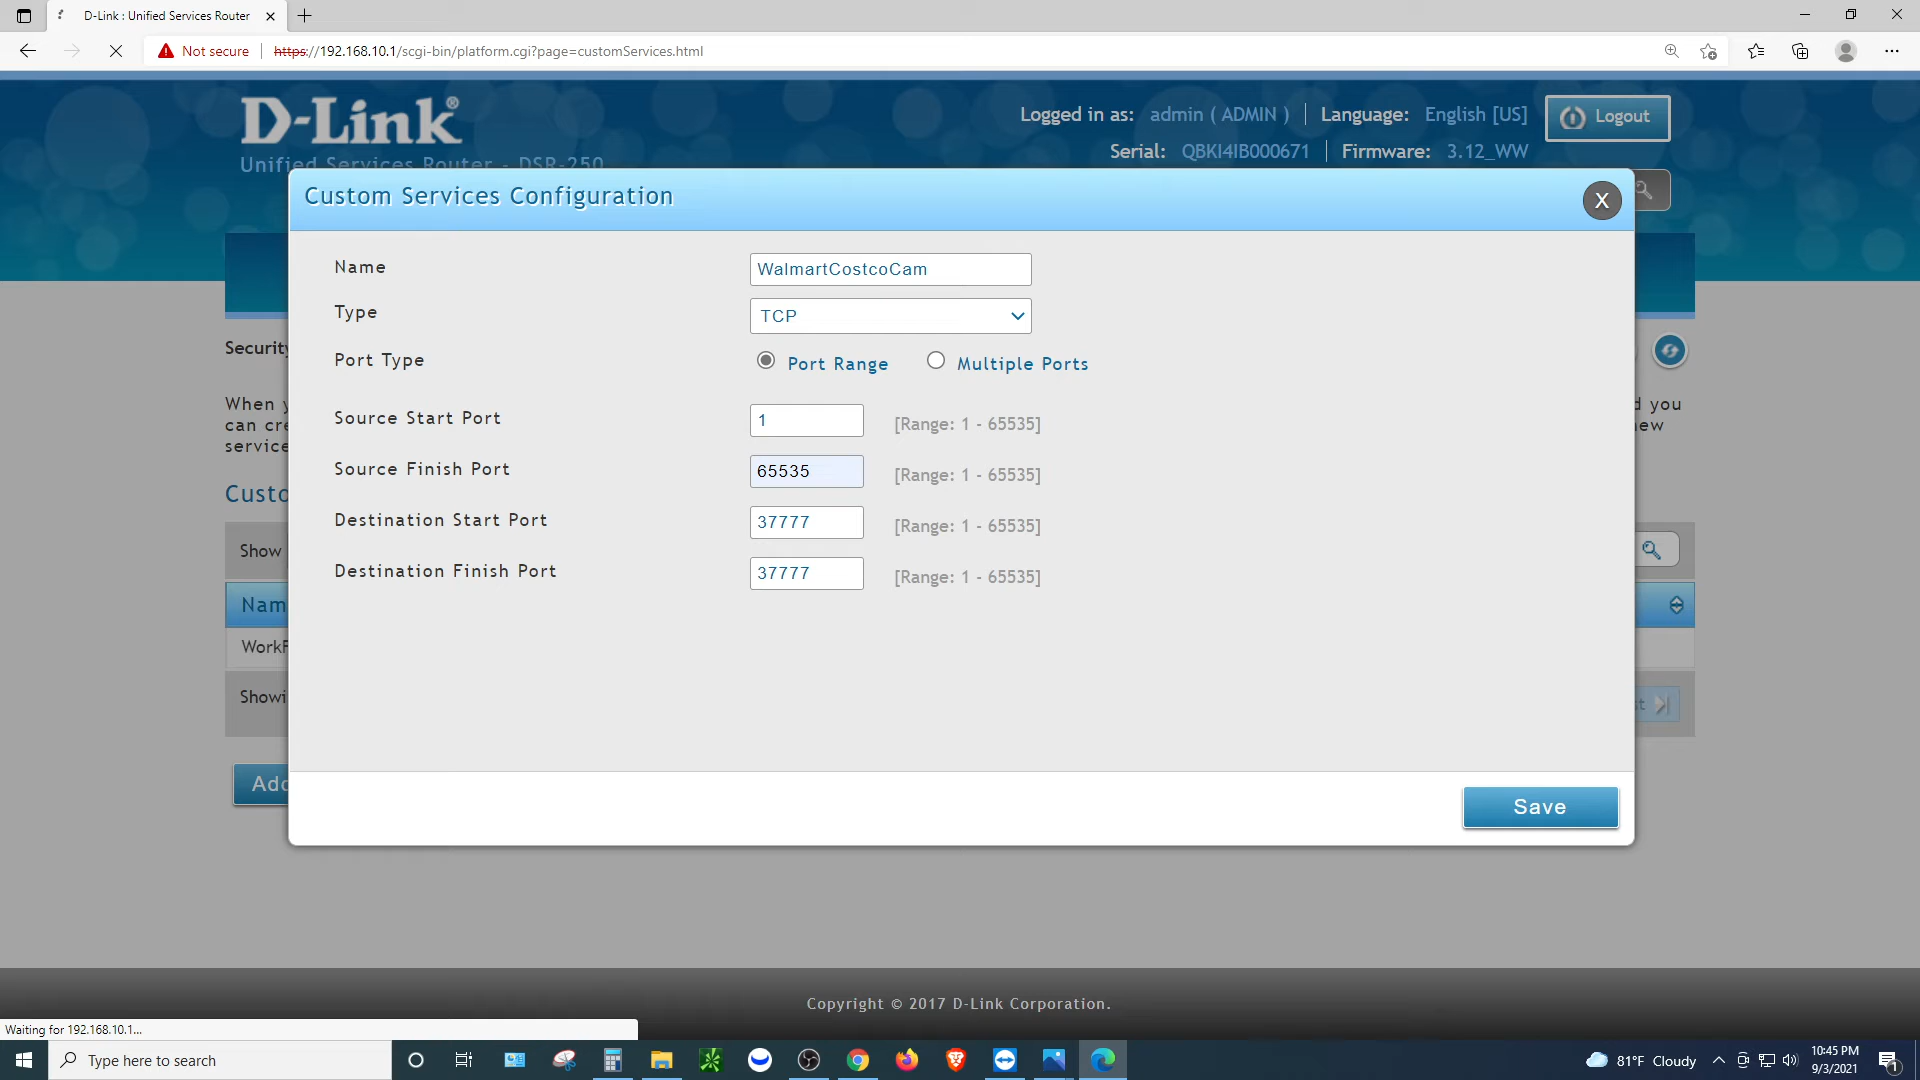 D-Link : Unified Services Router
Not secure
https://192.168.10.1/scgi-bin/platform.cgi?page=customServices.html
D-Link®
Unified Services Router - DSR-250
Logged in as: admin ( ADMIN ) | Language: English [US]
Logout
Serial: QBKI4IB000671 | Firmware: 3.12_WW
Custom Services Configuration
X
Name
WalmartCostcoCam
Type
TCP
Port Type
Port Range
Multiple Ports
Source Start Port
1
[Range: 1 - 65535]
Source Finish Port
65535
[Range: 1 - 65535]
Destination Start Port
37777
[Range: 1 - 65535]
Destination Finish Port
37777
[Range: 1 - 65535]
Save
Security
When
d you
can cre
service
Custo
Show
Nam
Work
Showi
Add
Copyright © 2017 D-Link Corporation.
Waiting for 192.168.10.1...
Type here to search
81°F Cloudy
10:45 PM
9/3/2021
1